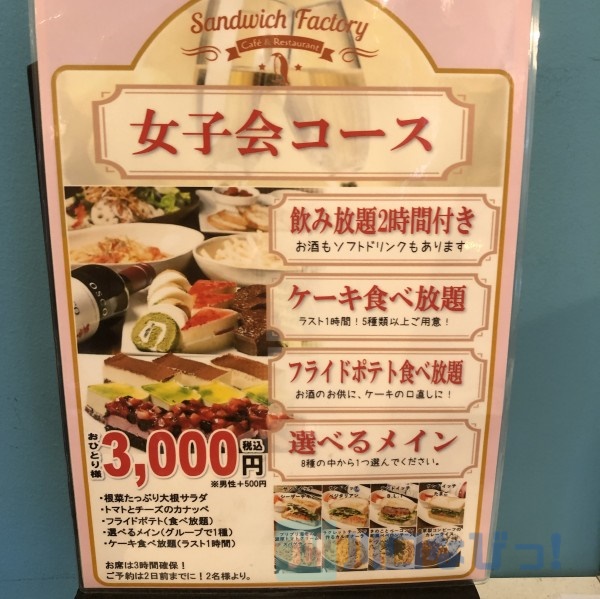 Sandwich Factory
Café & Restaurant
女子会コース
飲み放題2時間付き
お酒もソフトドリンクもあります
ケーキ食べ放題
ラスト1時間！5種類以上ご用意！
フライドポテト食べ放題
お酒のお供に、ケーキの口直しに！
選べるメイン
8種の中から1つ選んでください。
おひとり様
3,000円
税込
※男性＋500円
・根菜たっぷり大根サラダ
・トマトとチーズのカナッペ
・フライドポテト(食べ放題)
・選べるメイン(グループで1種)
・ケーキ食べ放題(ラスト1時間)
お席は3時間確保！
ご予約は2日前までに！2名様より。